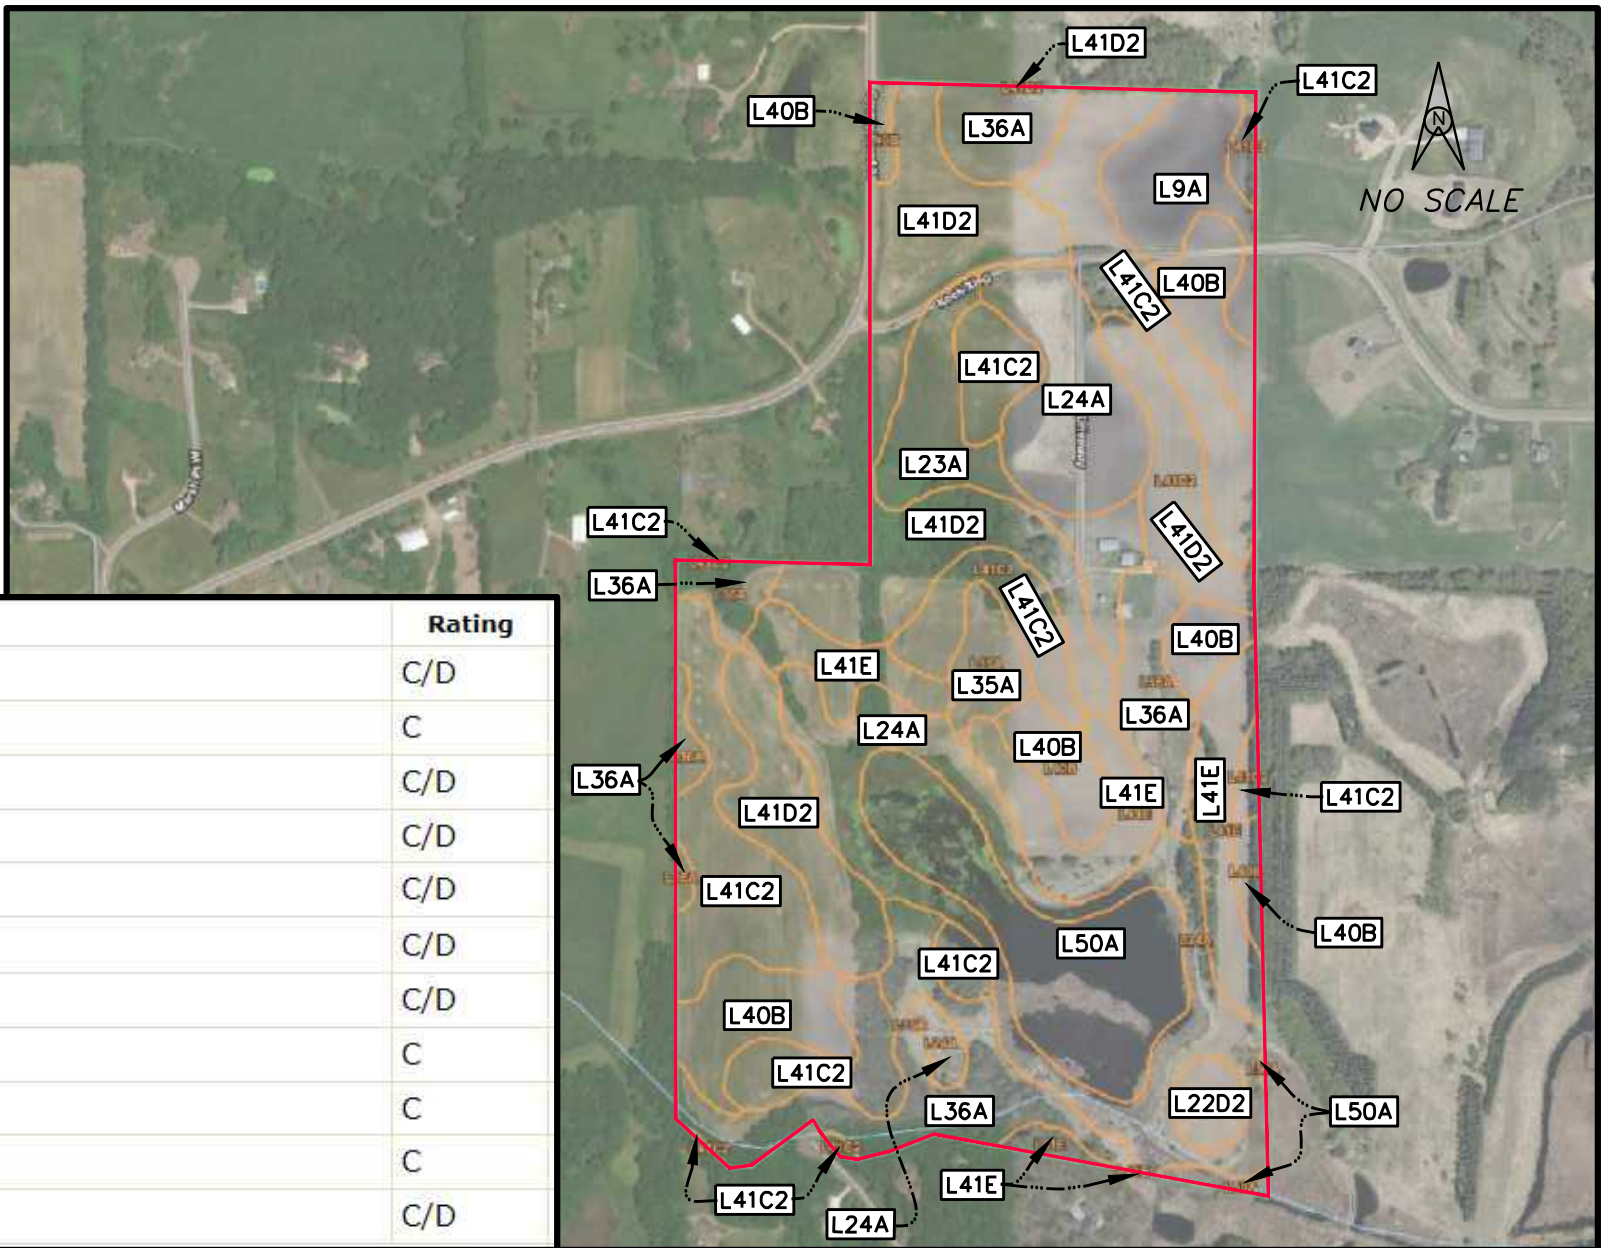 L41D2
L41C2
L40B
L36A
N
L9A
NO SCALE
L41D2
L41C2
L40B
L41C2
L24A
L23A
L41C2
L41D2
L41D2
L36A
L41C2
L40B
L41E
L35A
L36A
L24A
L40B
L36A
L41E
L41E
L41C2
L41D2
L41C2
L40B
L50A
L41C2
L40B
L41C2
L36A
L22D2
L50A
L41E
L41C2
L24A
Rating
C/D
C
C/D
C/D
C/D
C/D
C/D
C
C
C
C/D